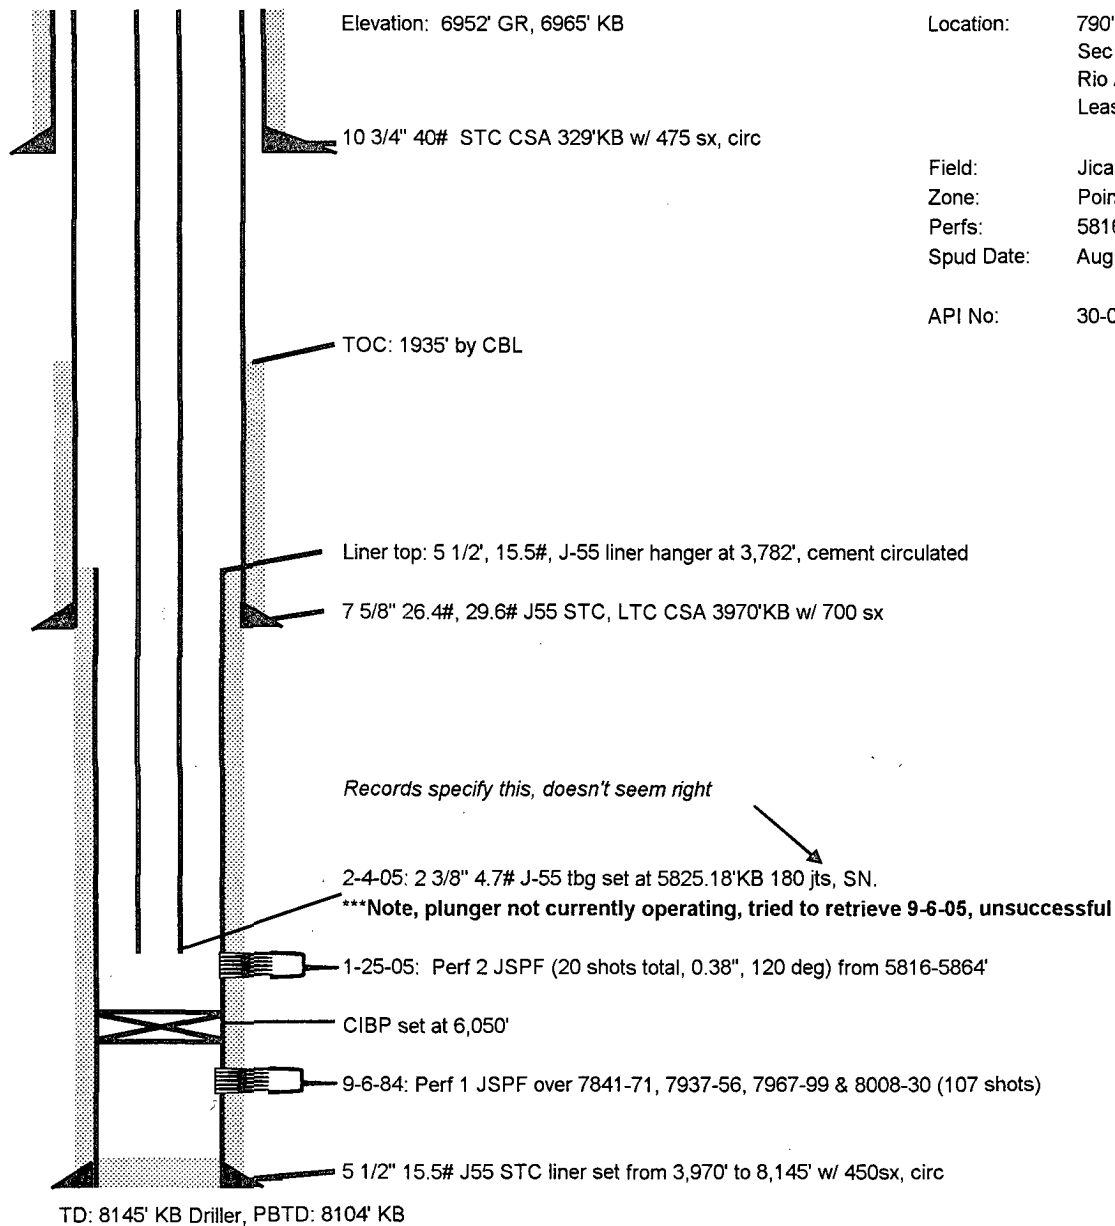 Elevation: 6952' GR, 6965' KB
Location: 790'
Sec
Rio
Leas
10 3/4" 40# STC CSA 329'KB w/ 475 sx, circ
Field: Jica
Zone: Poin
Perfs: 5816
Spud Date: Aug
API No: 30-0
TOC: 1935' by CBL
Liner top: 5 1/2', 15.5#, J-55 liner hanger at 3,782', cement circulated
7 5/8" 26.4#, 29.6# J55 STC, LTC CSA 3970'KB w/ 700 sx
Records specify this, doesn't seem right
2-4-05: 2 3/8" 4.7# J-55 tbg set at 5825.18'KB 180 jts, SN.
***Note, plunger not currently operating, tried to retrieve 9-6-05, unsuccessful
1-25-05: Perf 2 JSPF (20 shots total, 0.38", 120 deg) from 5816-5864'
CIBP set at 6,050'
9-6-84: Perf 1 JSPF over 7841-71, 7937-56, 7967-99 & 8008-30 (107 shots)
5 1/2" 15.5# J55 STC liner set from 3,970' to 8,145' w/ 450sx, circ
TD: 8145' KB Driller, PBTD: 8104' KB